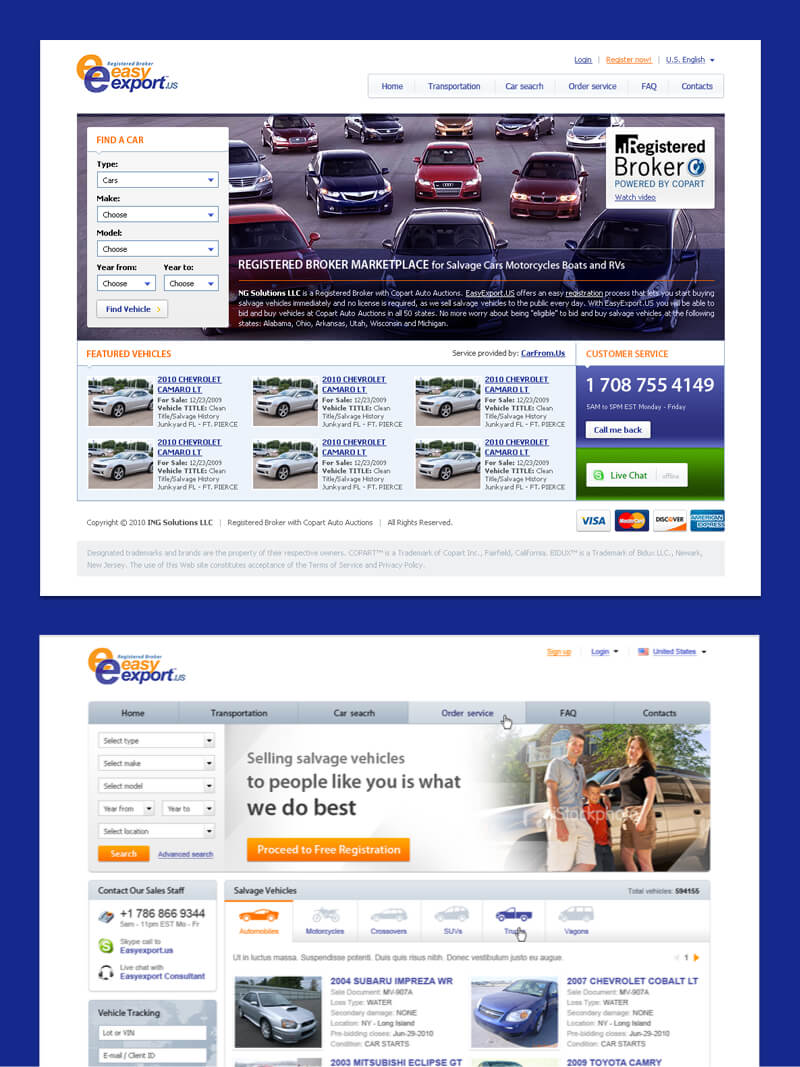 Registered Broker
easy
export.us
Login | Register now! | U.S. English
Home Transportation Car seacrh Order service FAQ Contacts
FIND A CAR
Type:
Cars
Make:
Choose
Model:
Choose
Year from: Year to:
Choose Choose
Find Vehicle
Registered
Broker
POWERED BY COPART
Watch video
REGISTERED BROKER MARKETPLACE for Salvage Cars Motorcycles Boats and RVs
NG Solutions LLC is a Registered Broker with Copart Auto Auctions. EasyExport.US offers an easy registration process that lets you start buying
salvage vehicles immediately and no license is required, as we sell salvage vehicles to the public every day. With EasyExport.US you will be able to
bid and buy vehicles at Copart Auto Auctions in all 50 states. No more worry about being "eligible" to bid and buy salvage vehicles at the following
states: Alabama, Ohio, Arkansas, Utah, Wisconsin and Michigan.
FEATURED VEHICLES
Service provided by: CarFrom.Us
2010 CHEVROLET
CAMARO LT
For Sale: 12/23/2009
Vehicle TITLE: Clean
Title/Salvage History
Junkyard FL - FT. PIERCE
2010 CHEVROLET
CAMARO LT
For Sale: 12/23/2009
Vehicle TITLE: Clean
Title/Salvage History
Junkyard FL - FT. PIERCE
2010 CHEVROLET
CAMARO LT
For Sale: 12/23/2009
Vehicle TITLE: Clean
Title/Salvage History
Junkyard FL - FT. PIERCE
2010 CHEVROLET
CAMARO LT
For Sale: 12/23/2009
Vehicle TITLE: Clean
Title/Salvage History
Junkyard FL - FT. PIERCE
2010 CHEVROLET
CAMARO LT
For Sale: 12/23/2009
Vehicle TITLE: Clean
Title/Salvage History
Junkyard FL - FT. PIERCE
2010 CHEVROLET
CAMARO LT
For Sale: 12/23/2009
Vehicle TITLE: Clean
Title/Salvage History
Junkyard FL - FT. PIERCE
CUSTOMER SERVICE
1 708 755 4149
5AM to 5PM EST Monday - Friday
Call me back
Live Chat offline
Copyright © 2010 ING Solutions LLC | Registered Broker with Copart Auto Auctions | All Rights Reserved.
VISA MasterCard DISCOVER AMERICAN EXPRESS
Designated trademarks and brands are the property of their respective owners. COPART™ is a Trademark of Copart Inc., Fairfield, California. BIDUX™ is a Trademark of Bidux LLC., Newark,
New Jersey. The use of this Web site constitutes acceptance of the Terms of Service and Privacy Policy.
Registered Broker
easy
export.us
Sign up Login United States
Home Transportation Car seacrh Order service FAQ Contacts
Select type
Select make
Select model
Year from Year to
Select location
Search Advanced search
Selling salvage vehicles
to people like you is what
we do best
Proceed to Free Registration
iStockphoto
Contact Our Sales Staff
+1 786 866 9344
5am - 11pm EST Mo - Fr
Skype call to
Easyexport.us
Live chat with
Easyexport Consultant
Vehicle Tracking
Lot or VIN
E-mail / Client ID
Salvage Vehicles
Total vehicles: 594155
Automobiles Motorcycles Crossovers SUVs Tru Vagons
Ut in luctus massa. Suspendisse potenti. Duis quis risus nibh. Donec vestibulum justo eu augue.
1
2004 SUBARU IMPREZA WR
Sale Document: MV-907A
Loss Type: WATER
Secondary damage: NONE
Location: NY - Long Island
Pre-bidding closes: Jun-29-2010
Condition: CAR STARTS
2007 CHEVROLET COBALT LT
Sale Document: MV-907A
Loss Type: WATER
Secondary damage: NONE
Location: NY - Long Island
Pre-bidding closes: Jun-29-2010
Condition: CAR STARTS
2003 MITSUBISHI ECLIPSE GT
2009 TOYOTA CAMRY